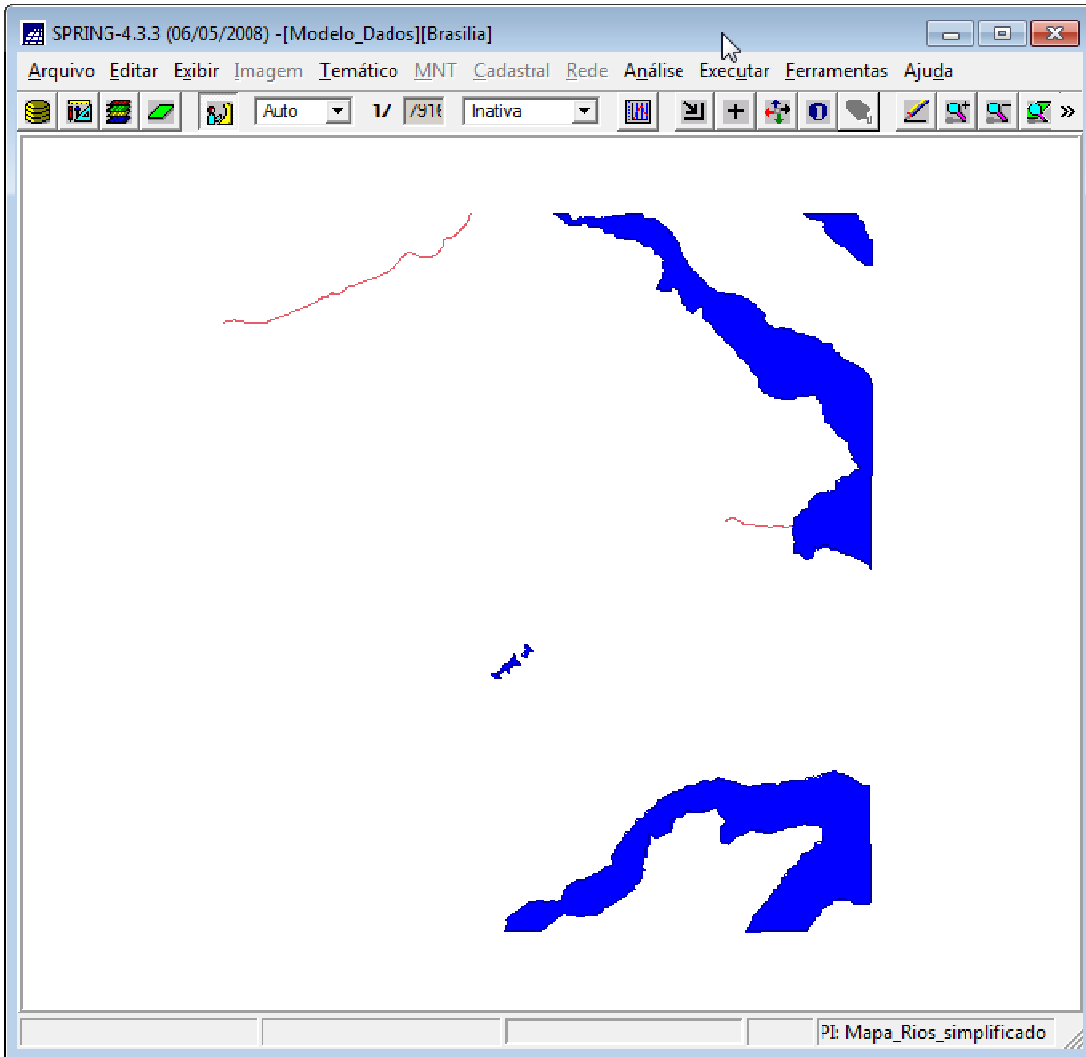 SPRING-4.3.3 (06/05/2008) -[Modelo_Dados][Brasilia]
Arquivo Editar Exibir Imagem Temático MNT Cadastral Rede Análise Executar Ferramentas Ajuda
Auto 1/ Inativa »
PI: Mapa_Rios_simplificado